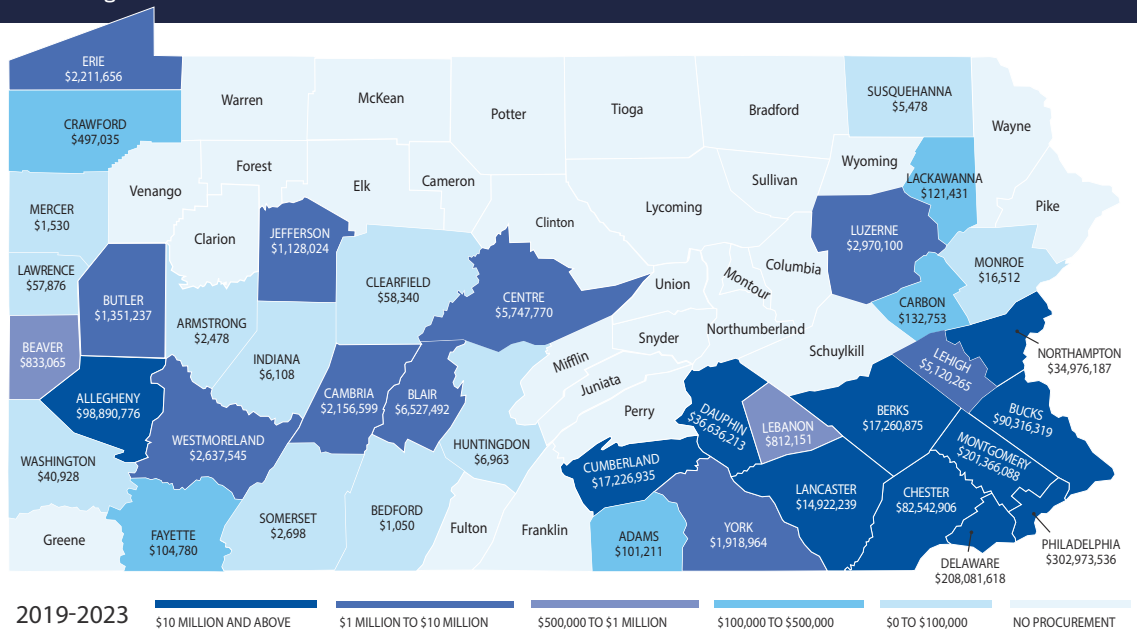 ERIE
$2,211,656
CRAWFORD
$497,035
MERCER
$1,530
LAWRENCE
$57,876
BEAVER
$833,065
BUTLER
$1,351,237
ALLEGHENY
$98,890,776
WASHINGTON
$40,928
Greene
Warren
McKean
Potter
Tioga
Bradford
SUSQUEHANNA
$5,478
Wayne
Venango
Forest
Elk
Cameron
Clarion
JEFFERSON
$1,128,024
Clinton
Lycoming
Sullivan
Wyoming
LACKAWANNA
$121,431
Pike
LUZERNE
$2,970,100
MONROE
$16,512
CARBON
$132,753
Columbia
Montour
Union
Snyder
Northumberland
Schuylkill
CLEARFIELD
$58,340
CENTRE
$5,747,770
ARMSTRONG
$2,478
INDIANA
$6,108
CAMBRIA
$2,156,599
BLAIR
$6,527,492
WESTMORELAND
$2,637,545
HUNTINGDON
$6,963
Mifflin
Juniata
Perry
FAYETTE
$104,780
SOMERSET
$2,698
BEDFORD
$1,050
Fulton
Franklin
CUMBERLAND
$17,226,935
DAUPHIN
$36,636,213
LEBANON
$812,151
ADAMS
$101,211
YORK
$1,918,964
LANCASTER
$14,922,239
BERKS
$17,260,875
LEHIGH
$5,120,265
NORTHAMPTON
$34,976,187
BUCKS
$90,316,319
MONTGOMERY
$201,366,088
CHESTER
$82,542,906
PHILADELPHIA
$302,973,536
DELAWARE
$208,081,618
2019-2023
$10 MILLION AND ABOVE
$1 MILLION TO $10 MILLION
$500,000 TO $1 MILLION
$100,000 TO $500,000
$0 TO $100,000
NO PROCUREMENT